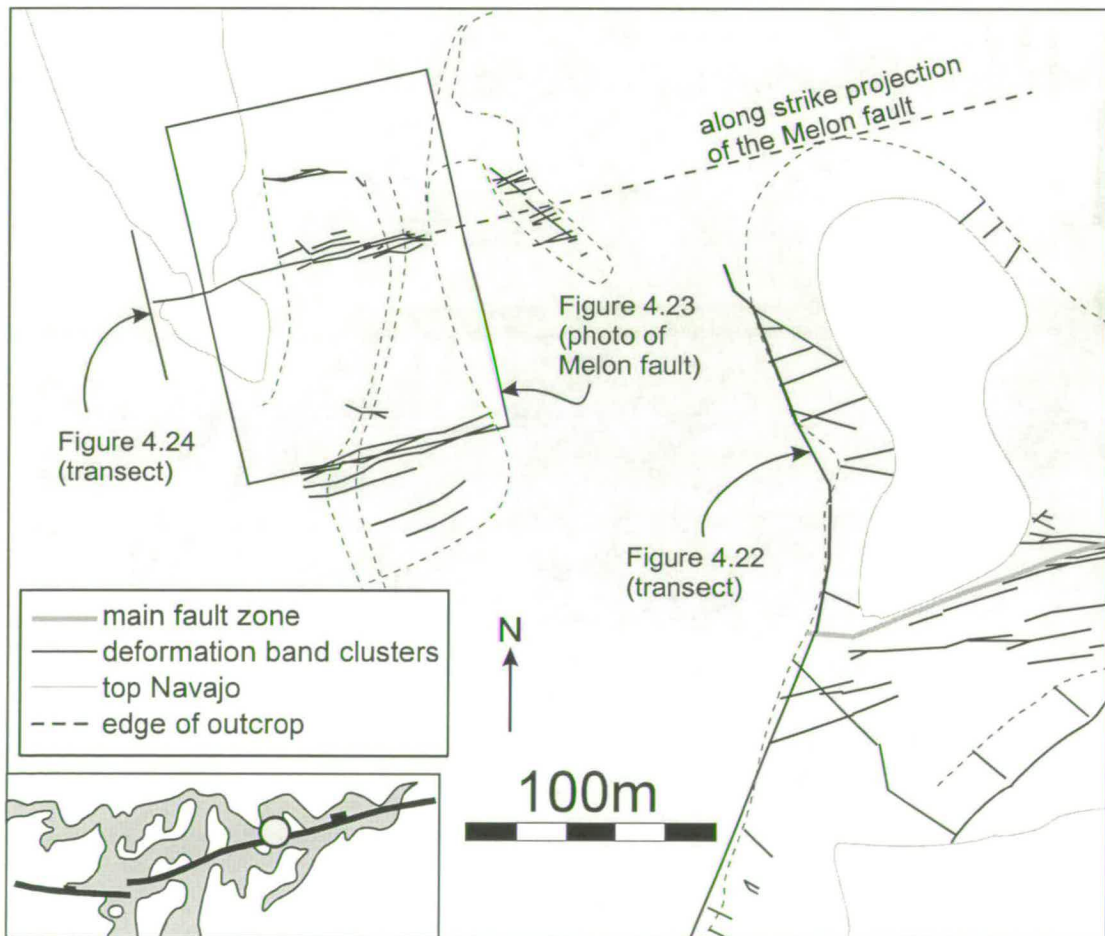 along strike projection
of the Melon fault
Figure 4.23
(photo of
Melon fault)
Figure 4.24
(transect)
Figure 4.22
(transect)
main fault zone
deformation band clusters
top Navajo
edge of outcrop
N
100m